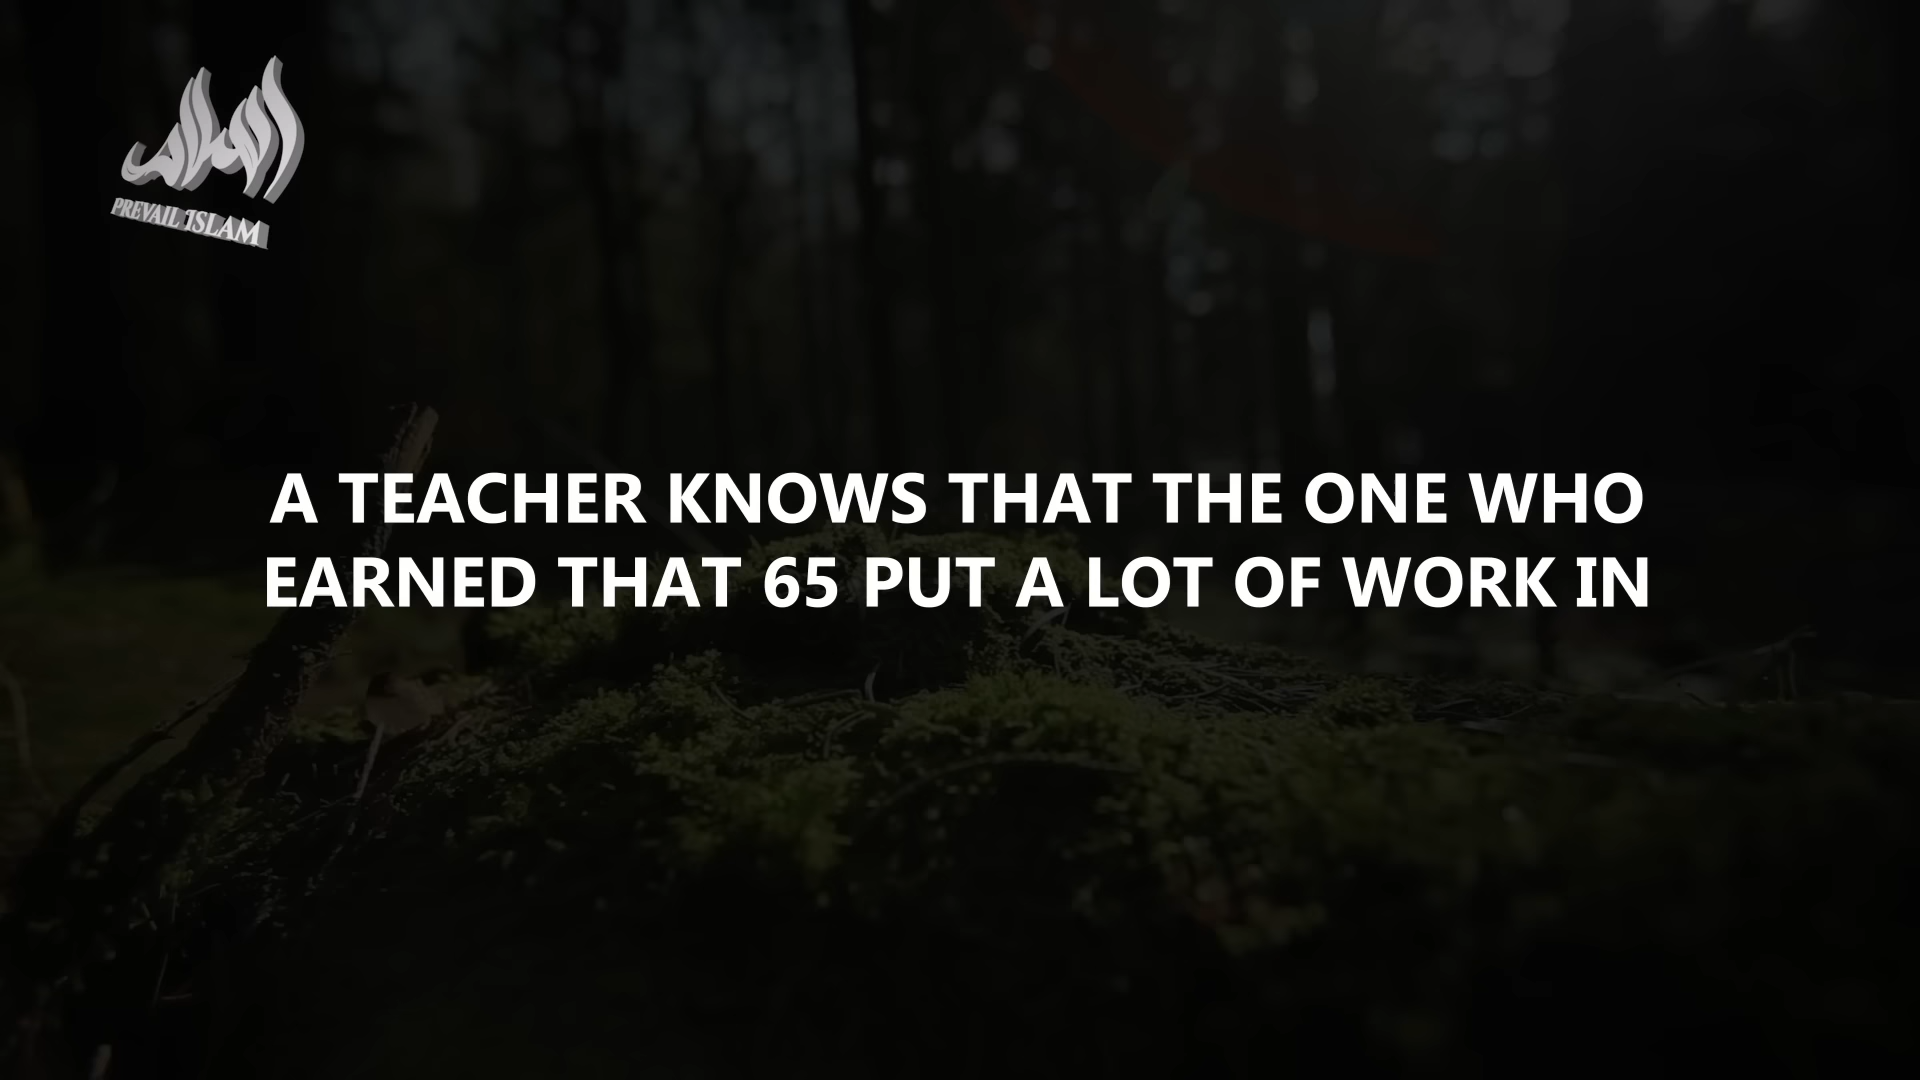 PREVAIL ISLAM
A TEACHER KNOWS THAT THE ONE WHO
EARNED THAT 65 PUT A LOT OF WORK IN